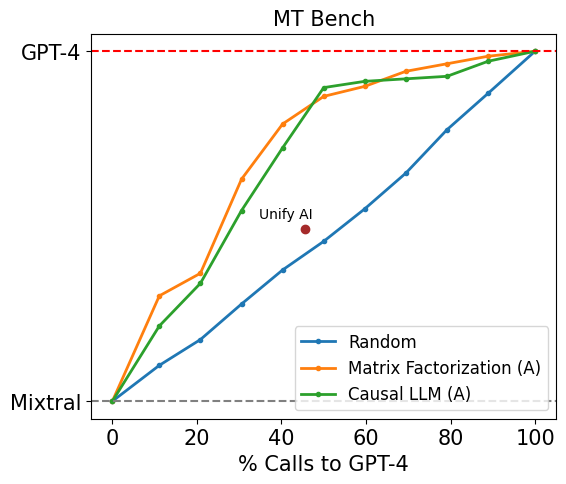 MT Bench
GPT-4
Unify AI
Random
Matrix Factorization (A)
Causal LLM (A)
Mixtral
0 20 40 60 80 100
% Calls to GPT-4